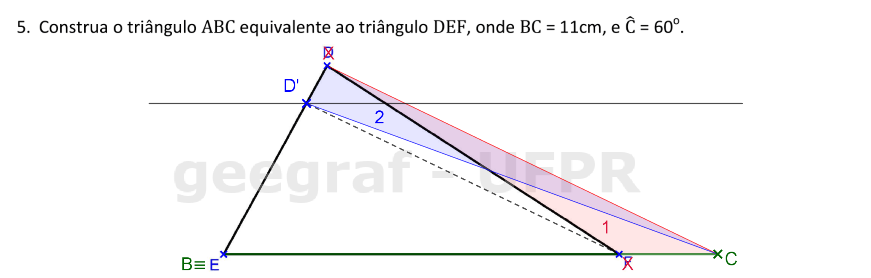 5. Construa o triângulo ABC equivalente ao triângulo DEF, onde BC = 11cm, e Ĉ = 60°.
D'
2
geegraf - UFPR
1
B≡E
C